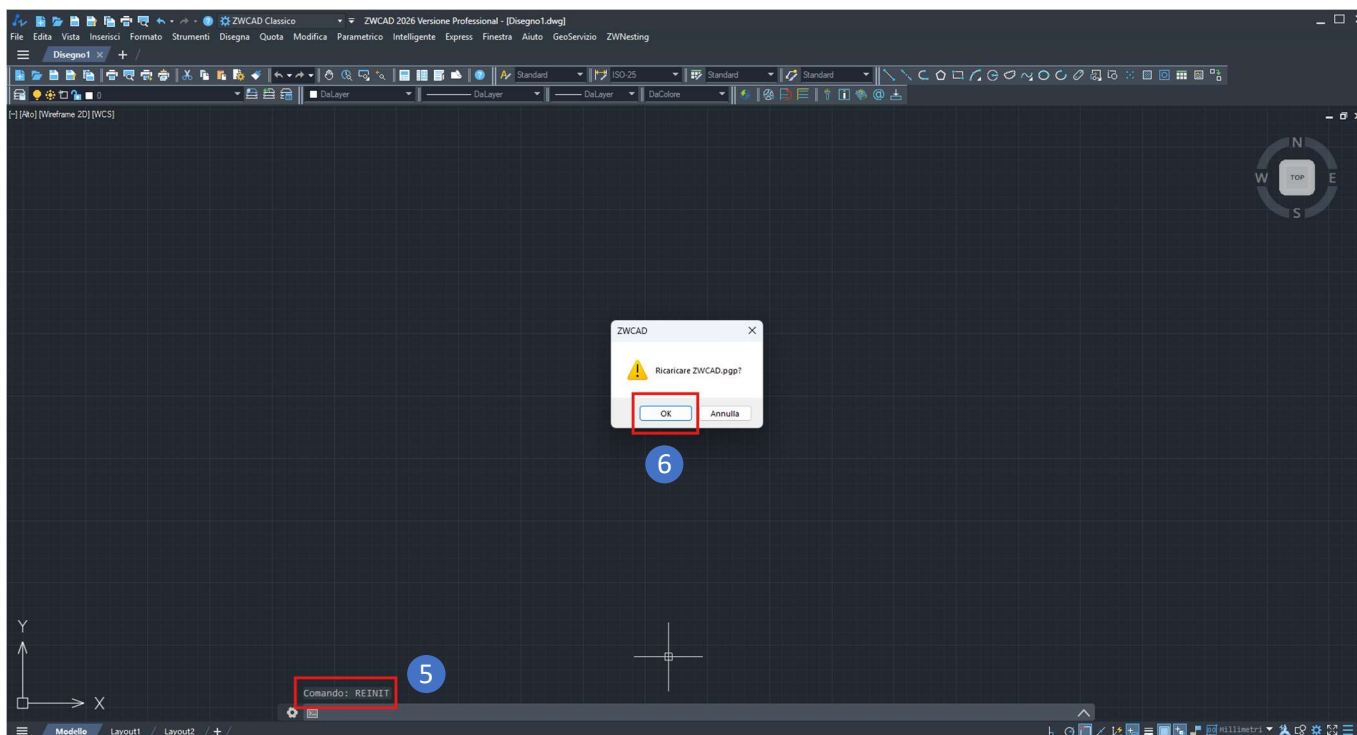 ZWCAD Classico
ZWCAD 2026 Versione Professional - [Disegno1.dwg]
File Edita Vista Inserisci Formato Strumenti Disegna Quota Modifica Parametrico Intelligente Express Finestra Aiuto GeoServizio ZWNesting
Disegno1
Standard ISO-25 Standard Standard
0 DaLayer DaLayer DaLayer DaColore
[-] [Alto] [Wireframe 2D] [WCS]
N
W TOP E
S
ZWCAD
Ricaricare ZWCAD.pgp?
OK Annulla
6
Y
5
Comando: REINIT
X
Modello Layout1 Layout2 +
Millimetri